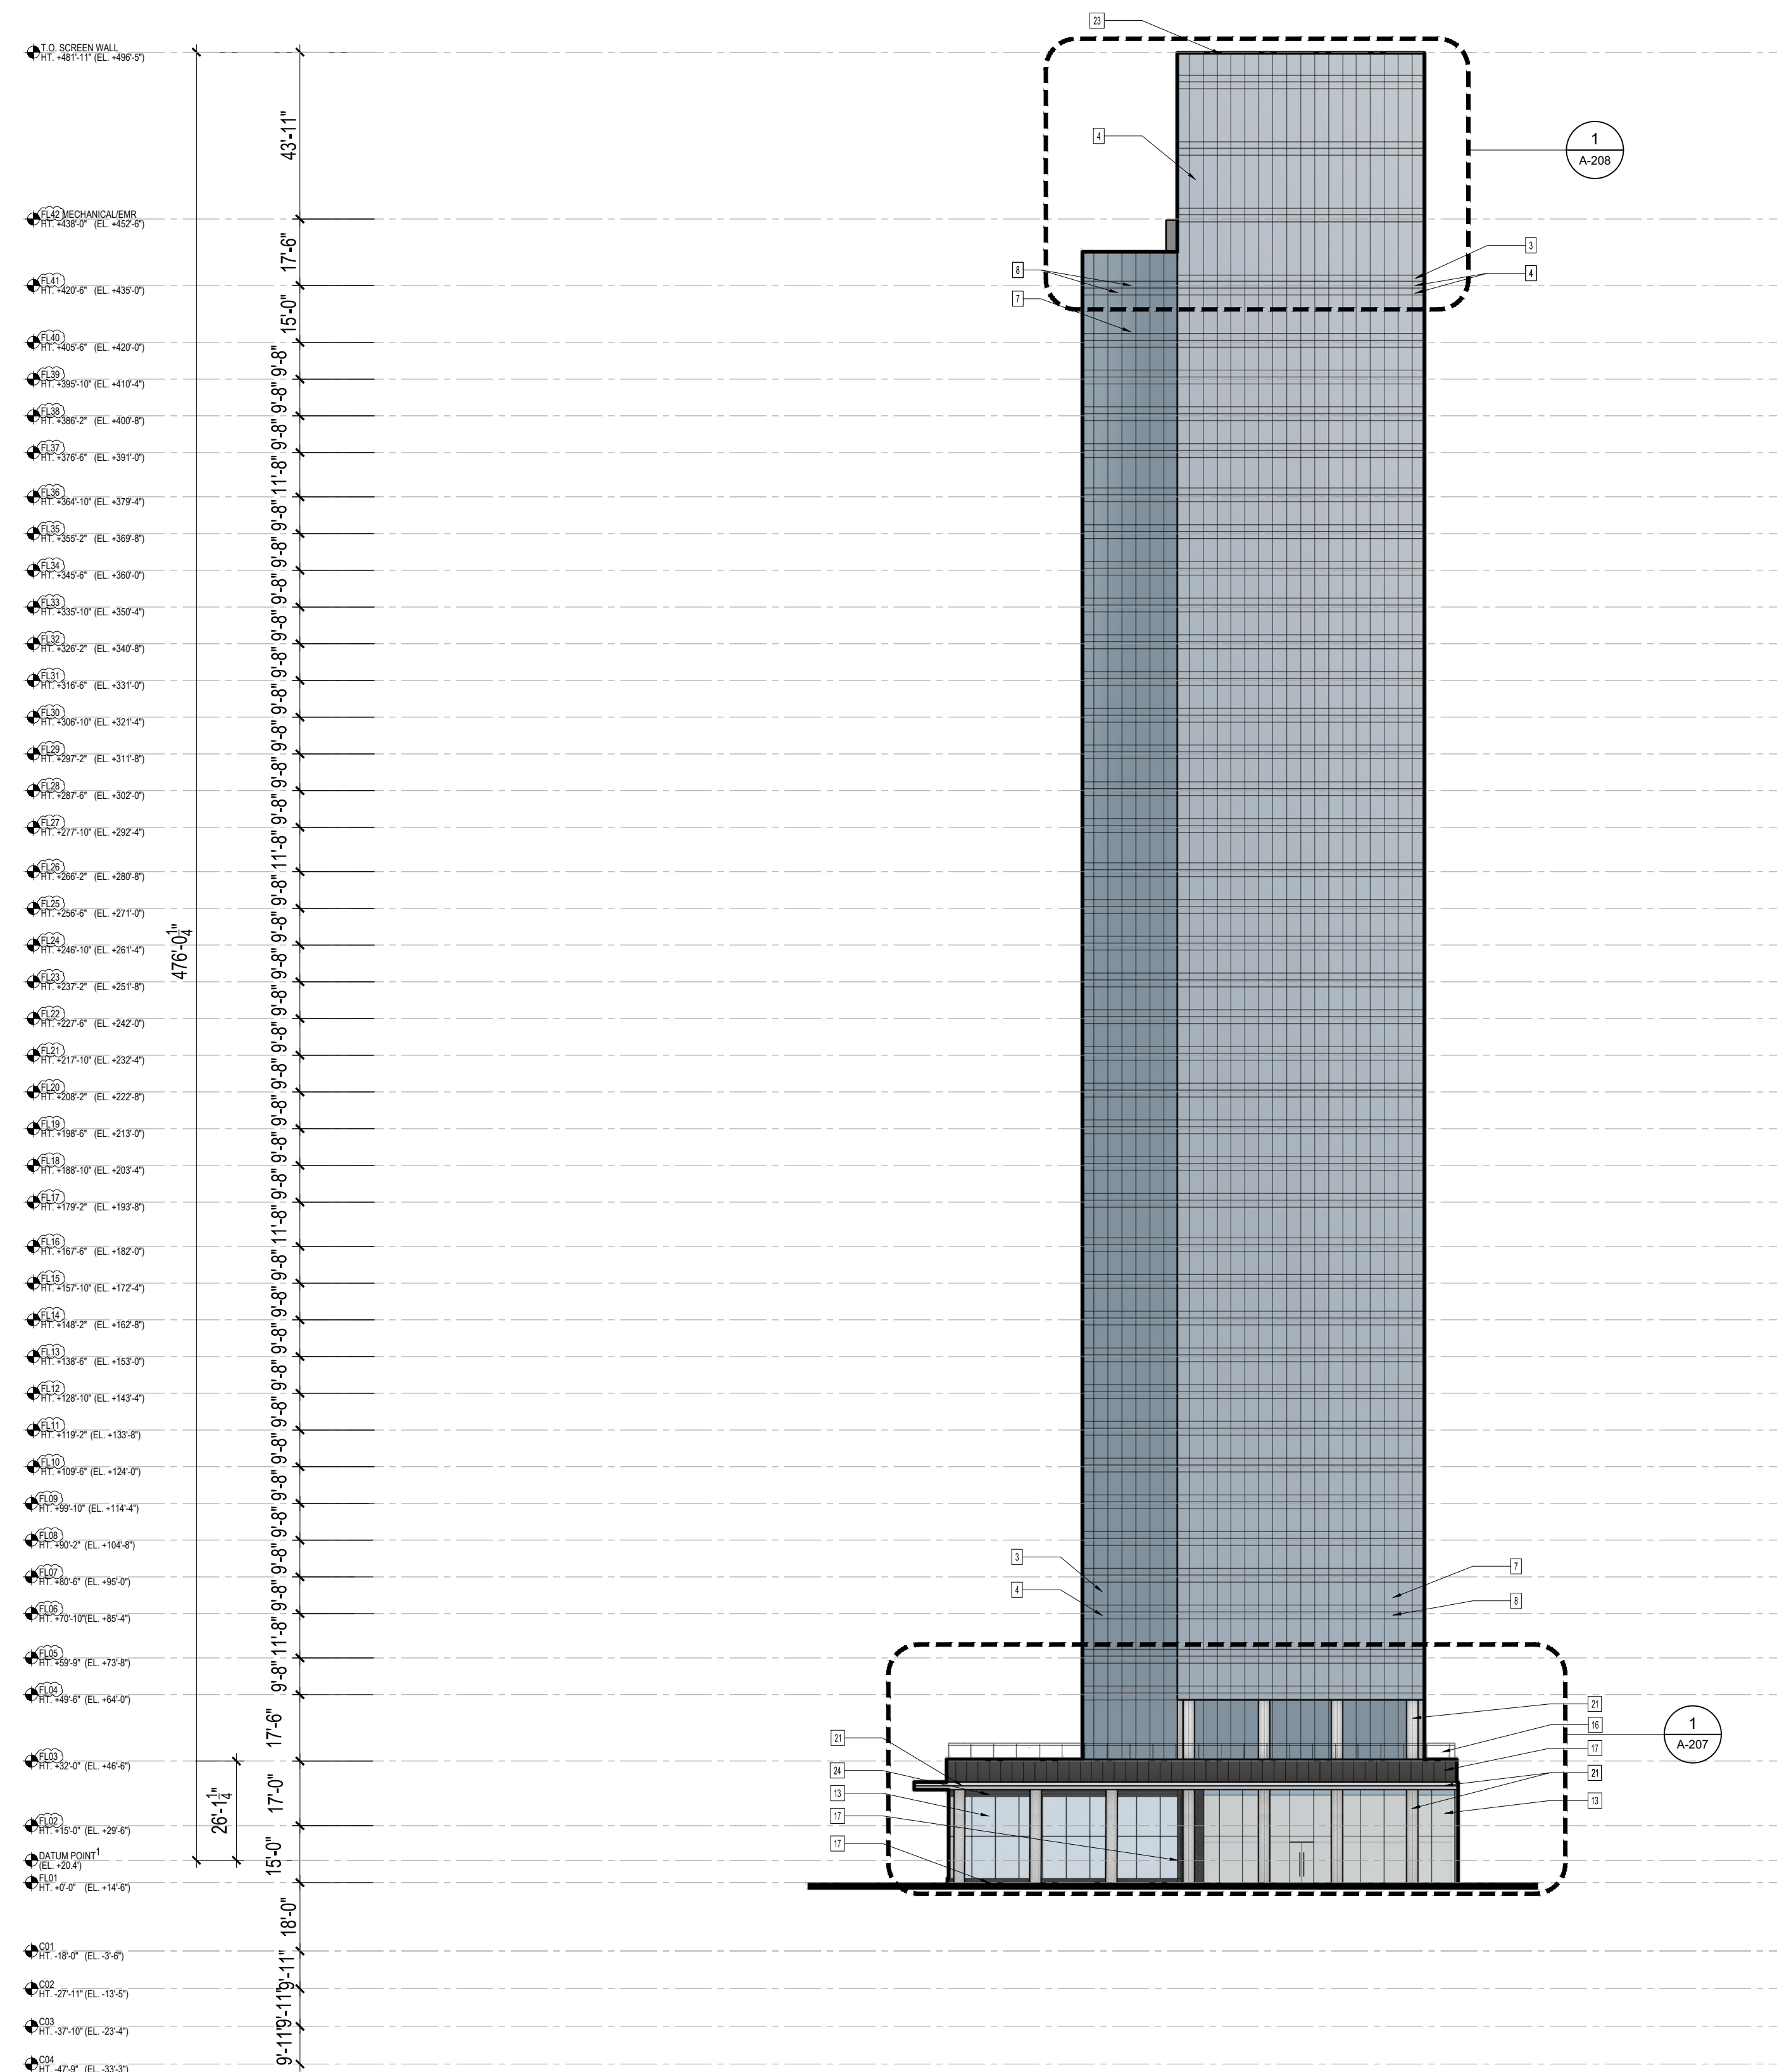 T.O. SCREEN WALL
HT. +481'-11" (EL. +496'-5")
FL42 MECHANICAL/EMR
HT. +438'-0" (EL. +452'-6")
FL41
HT. +420'-6" (EL. +435'-0")
FL40
HT. +405'-6" (EL. +420'-0")
FL39
HT. +395'-10" (EL. +410'-4")
FL38
HT. +386'-2" (EL. +400'-8")
FL37
HT. +376'-6" (EL. +391'-0")
FL36
HT. +364'-10" (EL. +379'-4")
FL35
HT. +355'-2" (EL. +369'-8")
FL34
HT. +345'-6" (EL. +360'-0")
FL33
HT. +335'-10" (EL. +350'-4")
FL32
HT. +326'-2" (EL. +340'-8")
FL31
HT. +316'-6" (EL. +331'-0")
FL30
HT. +306'-10" (EL. +321'-4")
FL29
HT. +297'-2" (EL. +311'-8")
FL28
HT. +287'-6" (EL. +302'-0")
FL27
HT. +277'-10" (EL. +292'-4")
FL26
HT. +266'-2" (EL. +280'-8")
FL25
HT. +256'-6" (EL. +271'-0")
FL24
HT. +246'-10" (EL. +261'-4")
FL23
HT. +237'-2" (EL. +251'-8")
FL22
HT. +227'-6" (EL. +242'-0")
FL21
HT. +217'-10" (EL. +232'-4")
FL20
HT. +208'-2" (EL. +222'-8")
FL19
HT. +198'-6" (EL. +213'-0")
FL18
HT. +188'-10" (EL. +203'-4")
FL17
HT. +179'-2" (EL. +193'-8")
FL16
HT. +167'-6" (EL. +182'-0")
FL15
HT. +157'-10" (EL. +172'-4")
FL14
HT. +148'-2" (EL. +162'-8")
FL13
HT. +138'-6" (EL. +153'-0")
FL12
HT. +128'-10" (EL. +143'-4")
FL11
HT. +119'-2" (EL. +133'-8")
FL10
HT. +109'-6" (EL. +124'-0")
FL09
HT. +99'-10" (EL. +114'-4")
FL08
HT. +90'-2" (EL. +104'-8")
FL07
HT. +80'-6" (EL. +95'-0")
FL06
HT. +70'-10"(EL. +85'-4")
FL05
HT. +59'-9" (EL. +73'-8")
FL04
HT. +49'-6" (EL. +64'-0")
FL03
HT. +32'-0" (EL. +46'-6")
FL02
HT. +15'-0" (EL. +29'-6")
DATUM POINT1
(EL. +20.4')
FL01
HT. +0'-0" (EL. +14'-6")
C01
HT. -18'-0" (EL. -3'-6")
C02
HT. -27'-11" (EL. -13'-5")
C03
HT. -37'-10" (EL. -23'-4")
C04
HT. -47'-9" (EL. -33'-3")
476'-0 1/4"
26'-1 1/4"
43'-11"
17'-6"
15'-0"
9'-8"
9'-8"
9'-8"
11'-8"
9'-8"
9'-8"
9'-8"
9'-8"
9'-8"
9'-8"
9'-8"
9'-8"
9'-8"
11'-8"
9'-8"
9'-8"
9'-8"
9'-8"
9'-8"
9'-8"
9'-8"
9'-8"
9'-8"
11'-8"
9'-8"
9'-8"
9'-8"
9'-8"
9'-8"
9'-8"
9'-8"
9'-8"
9'-8"
9'-8"
11'-8"
9'-8"
17'-6"
17'-0"
15'-0"
18'-0"
9'-11"
9'-11"
9'-11"
23
4
1
A-208
3
8
4
7
3
4
7
8
21
16
17
21
13
1
A-207
21
24
13
17
17